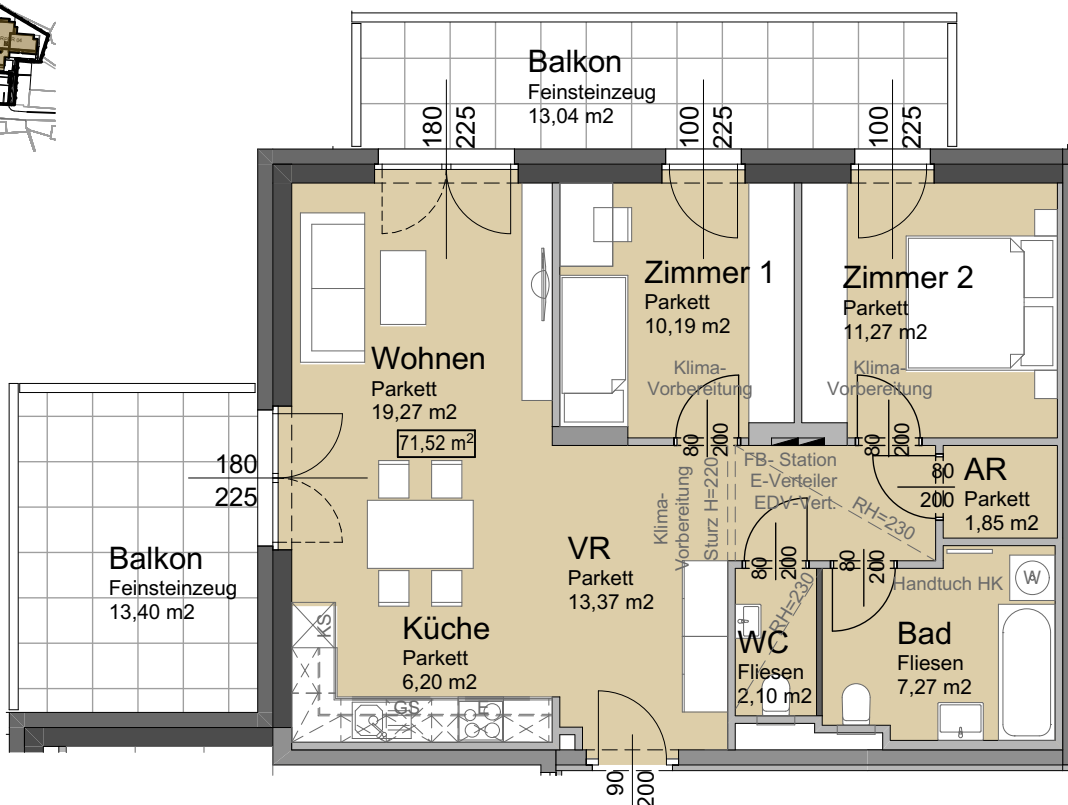 Balkon
Feinsteinzeug
13,04 m2
180
225
100
225
100
225
Zimmer 1
Parkett
10,19 m2
Zimmer 2
Parkett
11,27 m2
Klima-
Vorbereitung
Klima-
Vorbereitung
Wohnen
Parkett
19,27 m2
71,52 m²
80
200
80
200
180
225
FB- Station
E-Verteiler
EDV-Vert.
Klima-
Vorbereitung
Sturz H=220
RH=230
80
200
AR
Parkett
1,85 m2
Balkon
Feinsteinzeug
13,40 m2
VR
Parkett
13,37 m2
80
200
80
200
Handtuch HK
W
RH=230
KS
Küche
Parkett
6,20 m2
WC
Fliesen
2,10 m2
Bad
Fliesen
7,27 m2
GS
E
90
200